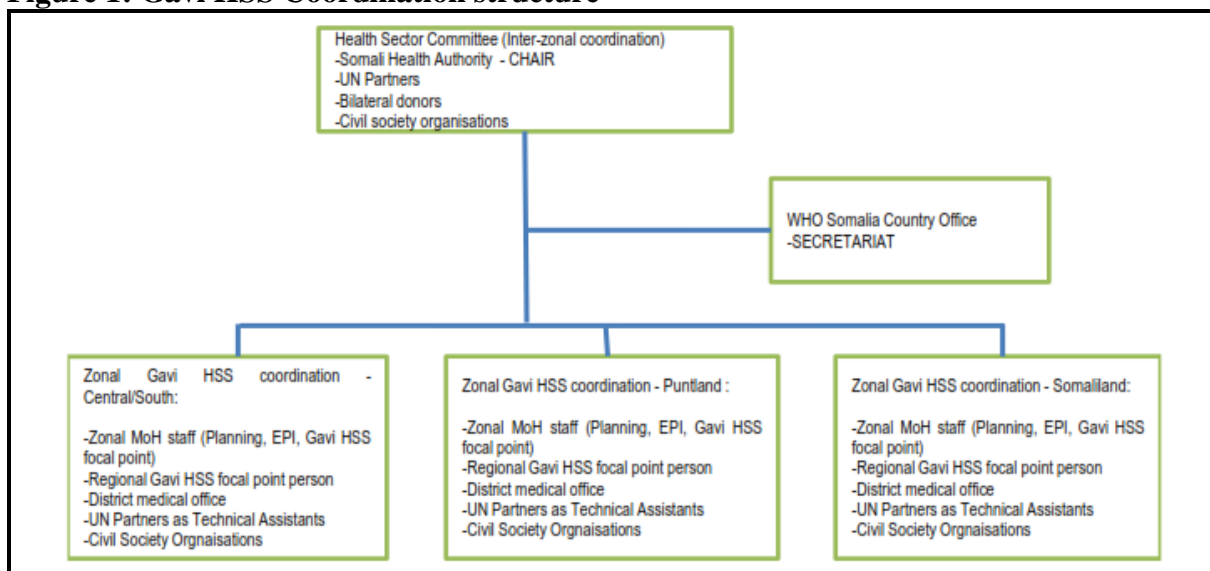 Figure 1: Gavi HSS Coordination structure
Health Sector Committee (Inter-zonal coordination)
-Somali Health Authority - CHAIR
-UN Partners
-Bilateral donors
-Civil society organisations
WHO Somalia Country Office
-SECRETARIAT
Zonal Gavi HSS coordination -
Central/South:
-Zonal MoH staff (Planning, EPI, Gavi HSS
focal point)
-Regional Gavi HSS focal point person
-District medical office
-UN Partners as Technical Assistants
-Civil Society Orgnaisations
Zonal Gavi HSS coordination - Puntland :
-Zonal MoH staff (Planning, EPI, Gavi HSS
focal point)
-Regional Gavi HSS focal point person
-District medical office
-UN Partners as Technical Assistants
-Civil Society Orgnaisations
Zonal Gavi HSS coordination - Somaliland:
-Zonal MoH staff (Planning, EPI, Gavi HSS
focal point)
-Regional Gavi HSS focal point person
-District medical office
-UN Partners as Technical Assistants
-Civil Society Orgnaisations